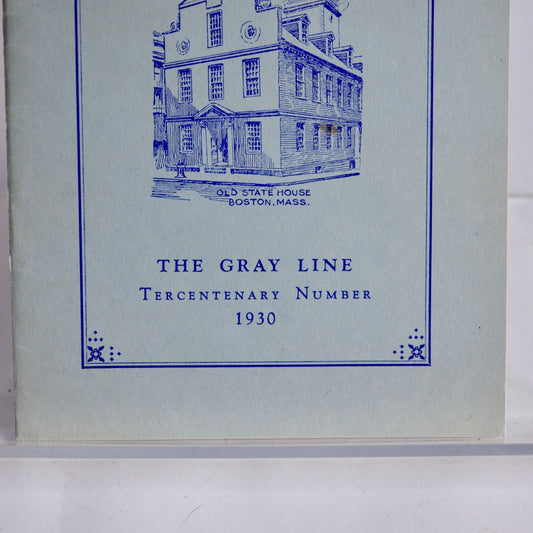 OLD STATE HOUSE
BOSTON, MASS.
THE GRAY LINE
TERCENTENARY NUMBER
1930